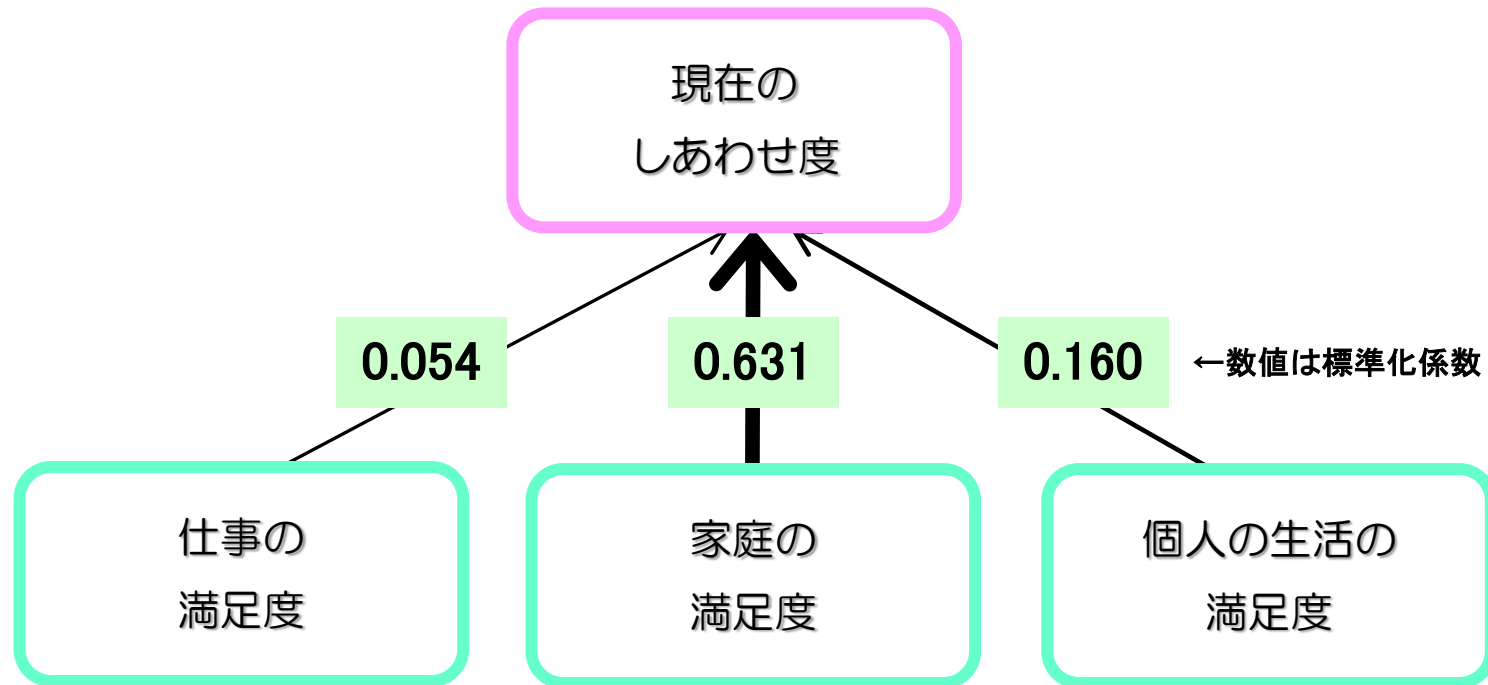 現在の
しあわせ度
0.054
0.631
0.160
←数値は標準化係数
仕事の
満足度
家庭の
満足度
個人の生活の
満足度